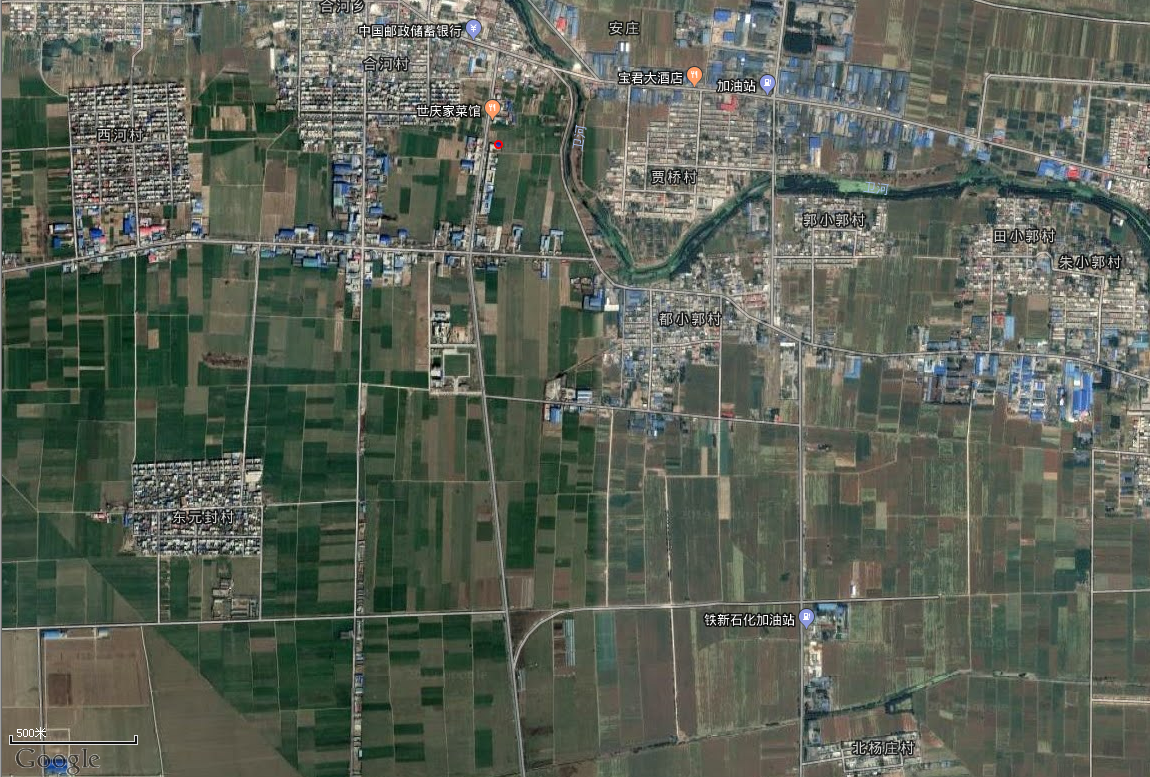 合河乡
中国邮政储蓄银行
安庄
合河村
宝君大酒店
加油站
世庆家菜馆
西河村
贾桥村
郭小郭村
田小郭村
朱小郭村
都小郭村
东元封村
铁新石化加油站
北杨庄村
500米
Google